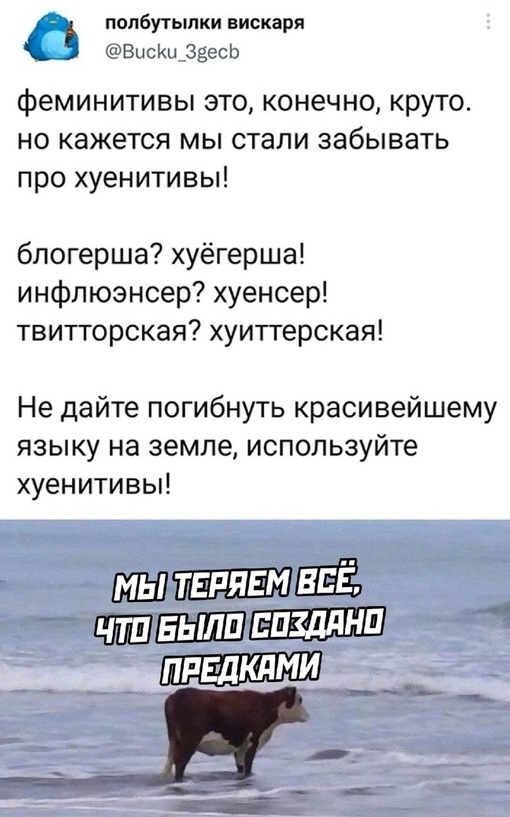 полбутылки вискаря
@Bucku_3gecb
феминитивы это, конечно, круто.
но кажется мы стали забывать
про хуенитивы!
блогерша? хуёгерша!
инфлюэнсер? хуенсер!
твитторская? хуиттерская!
Не дайте погибнуть красивейшему
языку на земле, используйте
хуенитивы!
МЫ ТЕРЯЕМ ВСЁ,
ЧТО БЫЛО СОЗДАНО
ПРЕДКАМИ